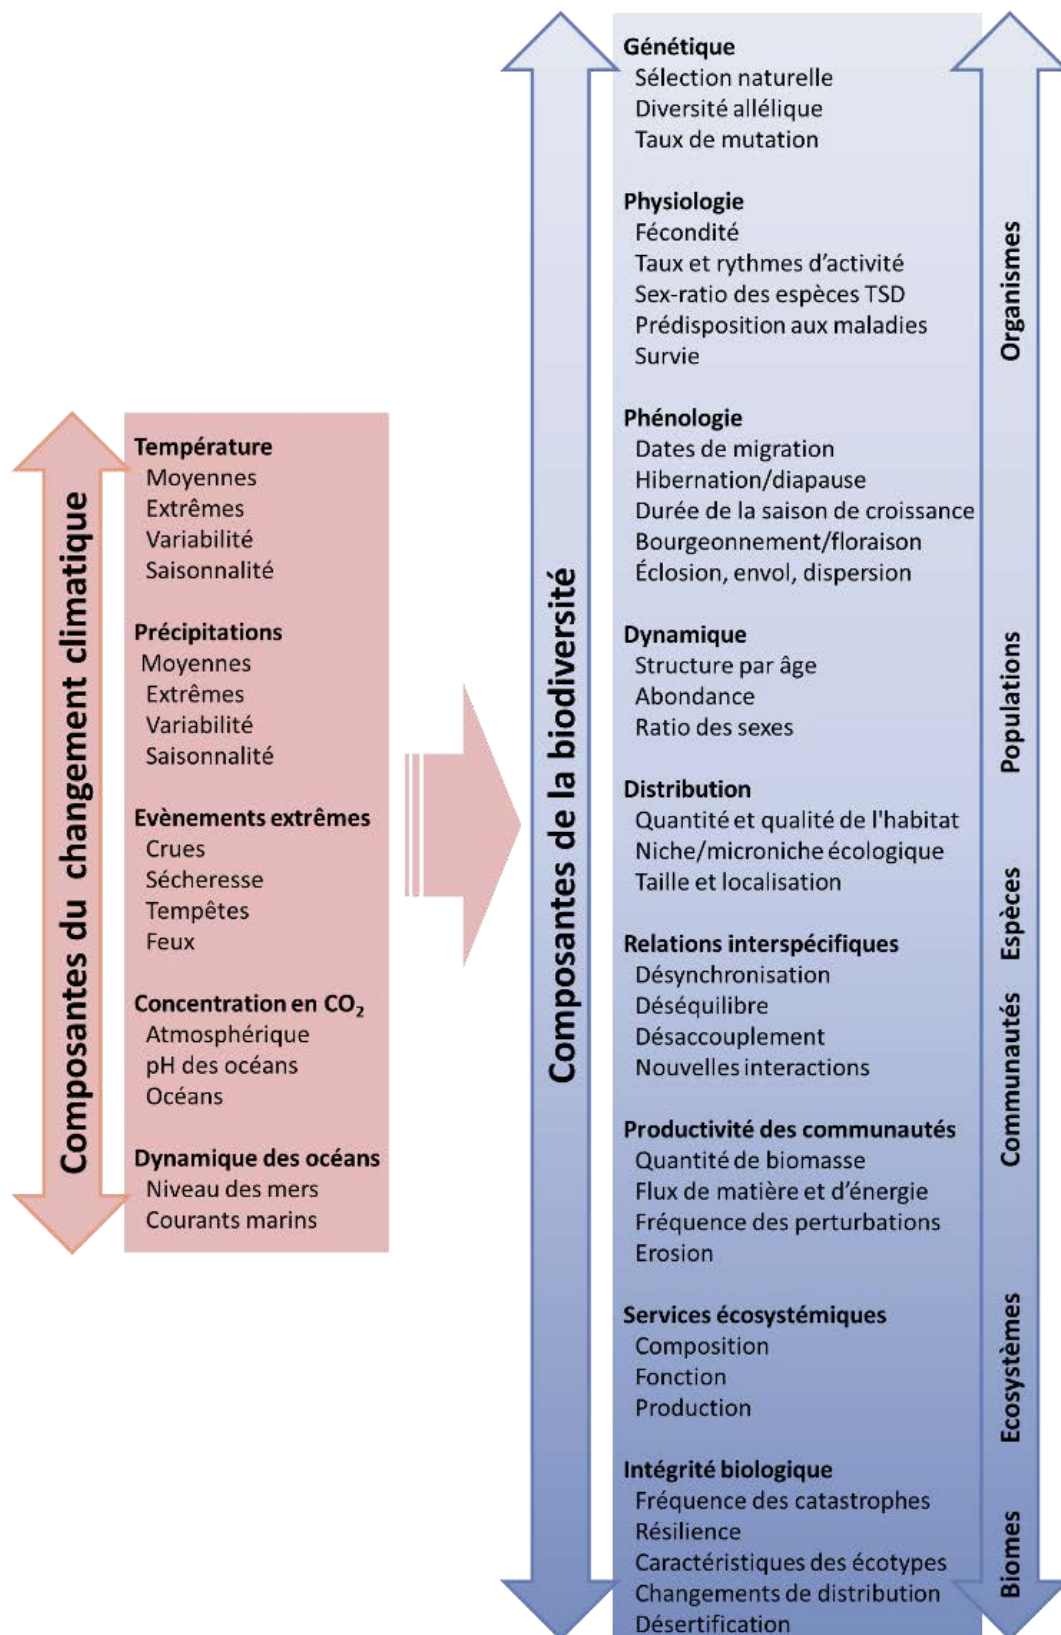 Composantes du changement climatique
Température
Moyennes
Extrêmes
Variabilité
Saisonnalité
Précipitations
Moyennes
Extrêmes
Variabilité
Saisonnalité
Evènements extrêmes
Crues
Sécheresse
Tempêtes
Feux
Concentration en CO₂
Atmosphérique
pH des océans
Océans
Dynamique des océans
Niveau des mers
Courants marins
Composantes de la biodiversité
Génétique
Sélection naturelle
Diversité allélique
Taux de mutation
Physiologie
Fécondité
Taux et rythmes d’activité
Sex-ratio des espèces TSD
Prédisposition aux maladies
Survie
Phénologie
Dates de migration
Hibernation/diapause
Durée de la saison de croissance
Bourgeonnement/floraison
Éclosion, envol, dispersion
Dynamique
Structure par âge
Abondance
Ratio des sexes
Distribution
Quantité et qualité de l'habitat
Niche/microniche écologique
Taille et localisation
Relations interspécifiques
Désynchronisation
Déséquilibre
Désaccouplement
Nouvelles interactions
Productivité des communautés
Quantité de biomasse
Flux de matière et d’énergie
Fréquence des perturbations
Erosion
Services écosystémiques
Composition
Fonction
Production
Intégrité biologique
Fréquence des catastrophes
Résilience
Caractéristiques des écotypes
Changements de distribution
Désertification
Organismes
Populations
Espèces
Communautés
Ecosystèmes
Biomes